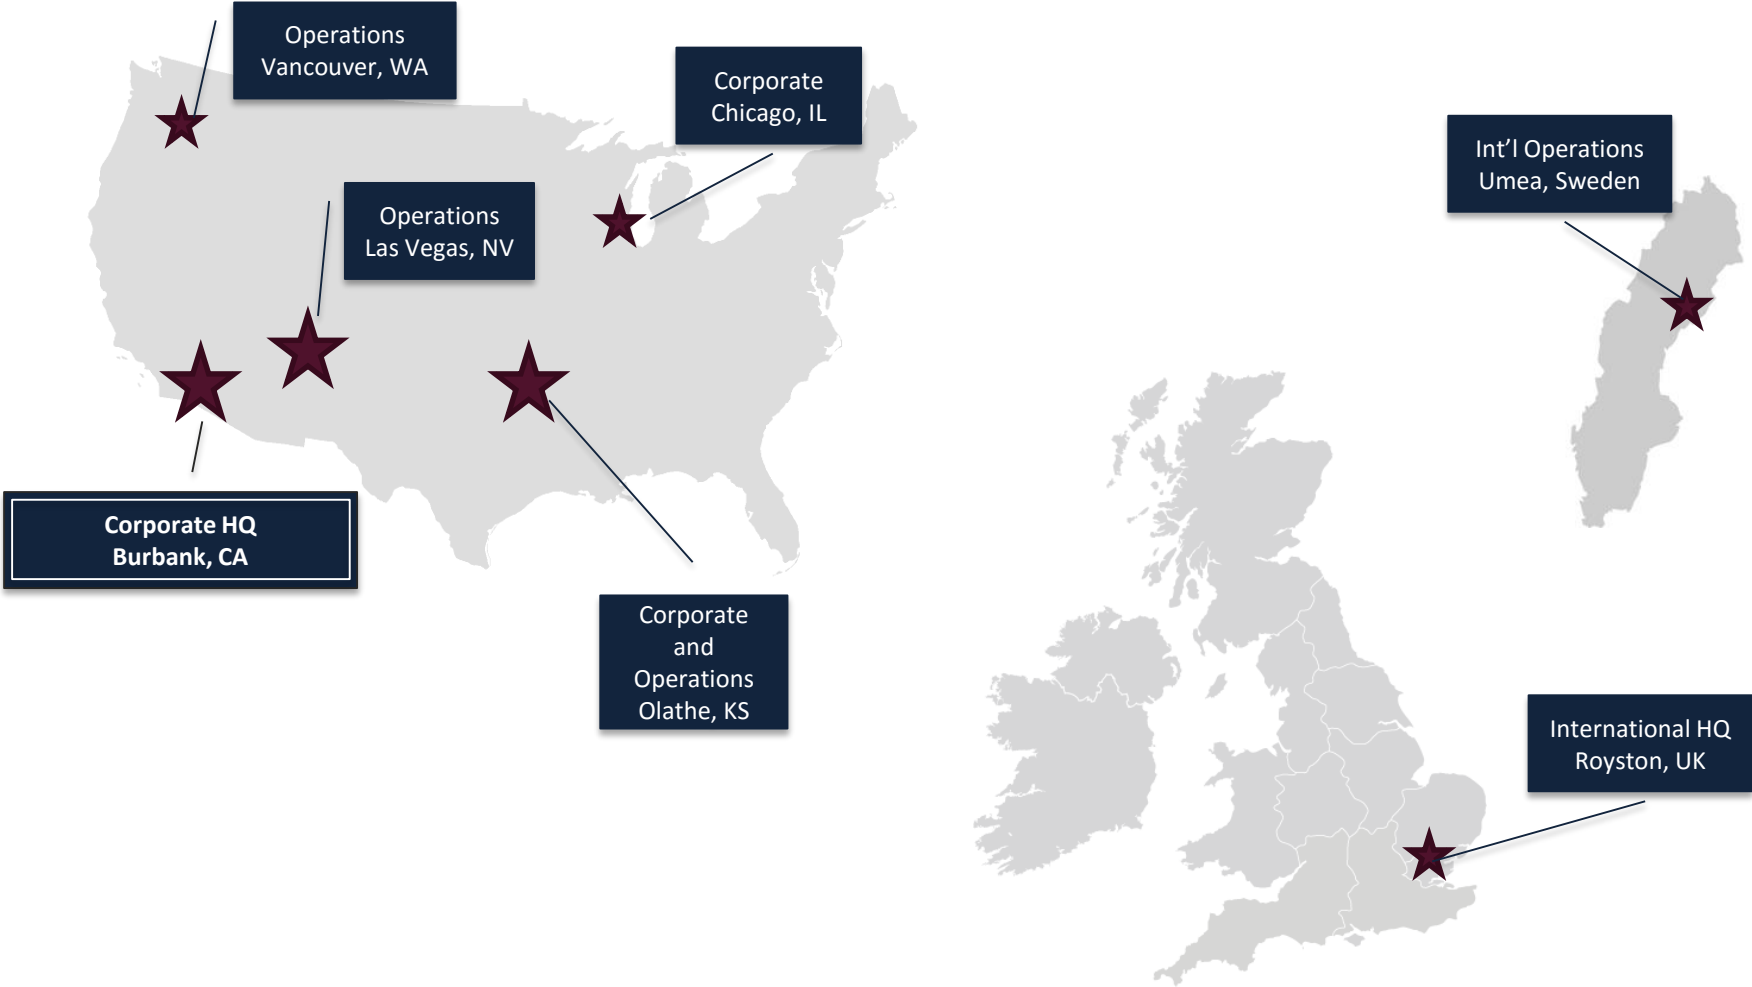 Operations
Vancouver, WA
Corporate
Chicago, IL
Int’l Operations
Umea, Sweden
Operations
Las Vegas, NV
Corporate HQ
Burbank, CA
Corporate
and
Operations
Olathe, KS
International HQ
Royston, UK